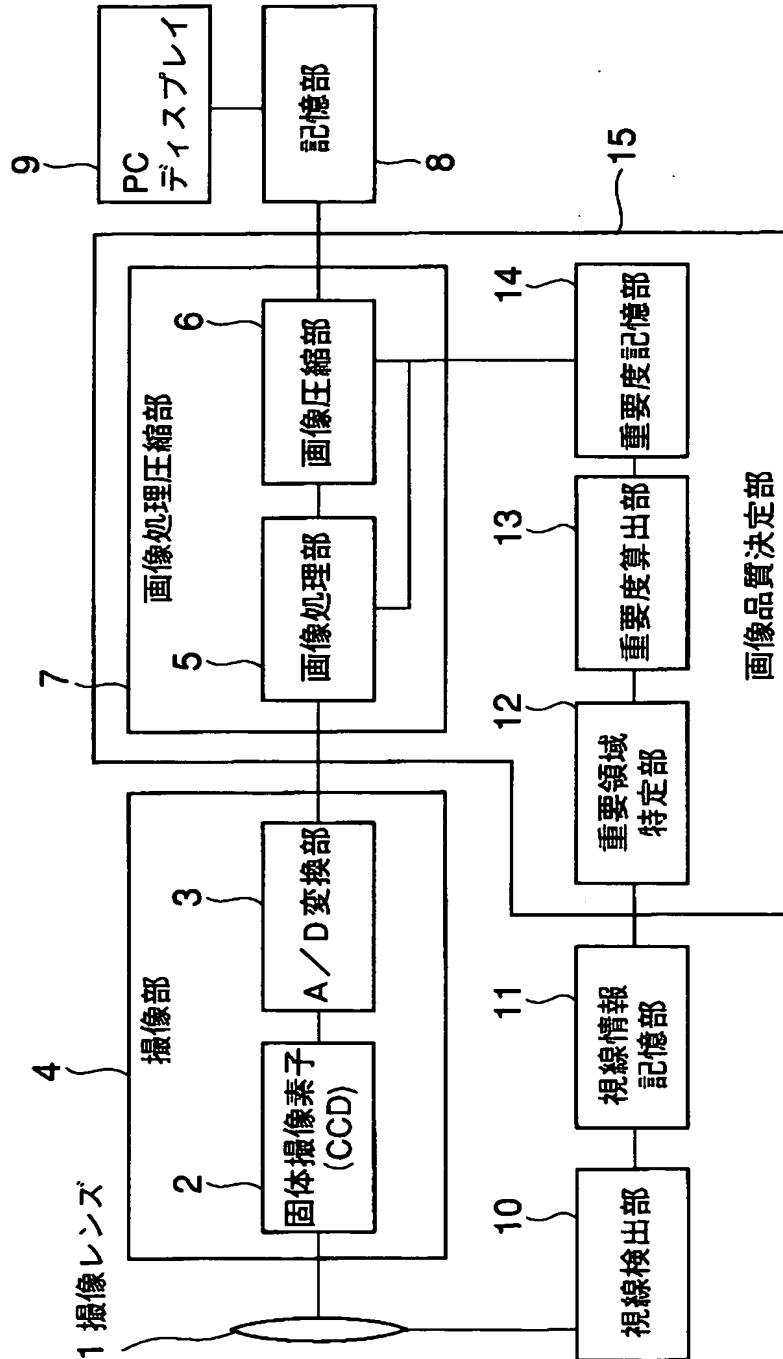 1 撮像レンズ
4
撮像部
2
固体撮像素子
(CCD)
3
A／D変換部
7
画像処理圧縮部
5
画像処理部
6
画像圧縮部
9
PC
ディスプレイ
記憶部
8
10
視線検出部
11
視線情報
記憶部
12
重要領域
特定部
13
重要度算出部
14
重要度記憶部
15
画像品質決定部